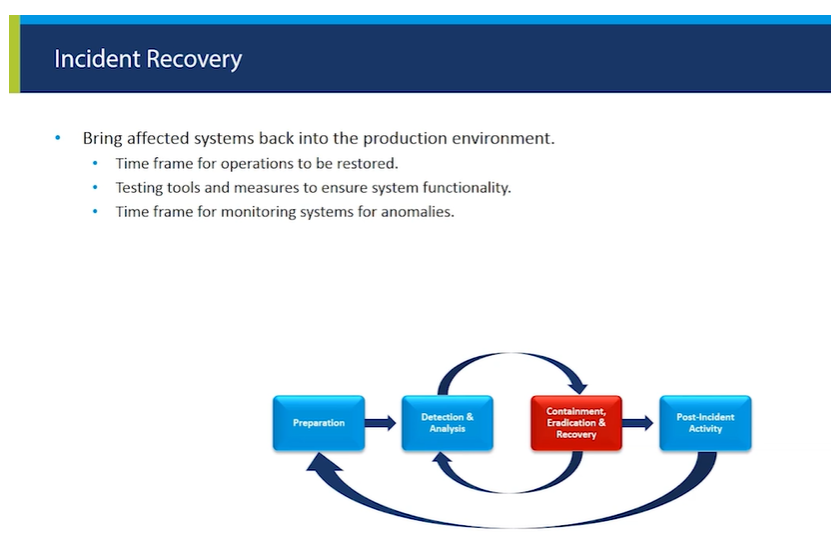 Incident Recovery
• Bring affected systems back into the production environment.
• Time frame for operations to be restored.
• Testing tools and measures to ensure system functionality.
• Time frame for monitoring systems for anomalies.
Preparation
Detection &
Analysis
Containment,
Eradication &
Recovery
Post-Incident
Activity